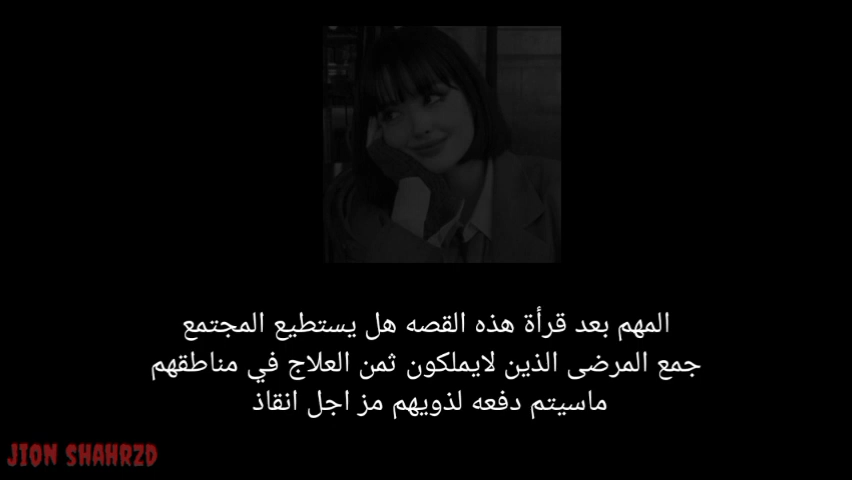 المهم بعد قرأة هذه القصه هل يستطيع المجتمع
جمع المرضى الذين لايملكون ثمن العلاج في مناطقهم
ماسيتم دفعه لذويهم مز اجل انقاذ
JION SHAHRZD